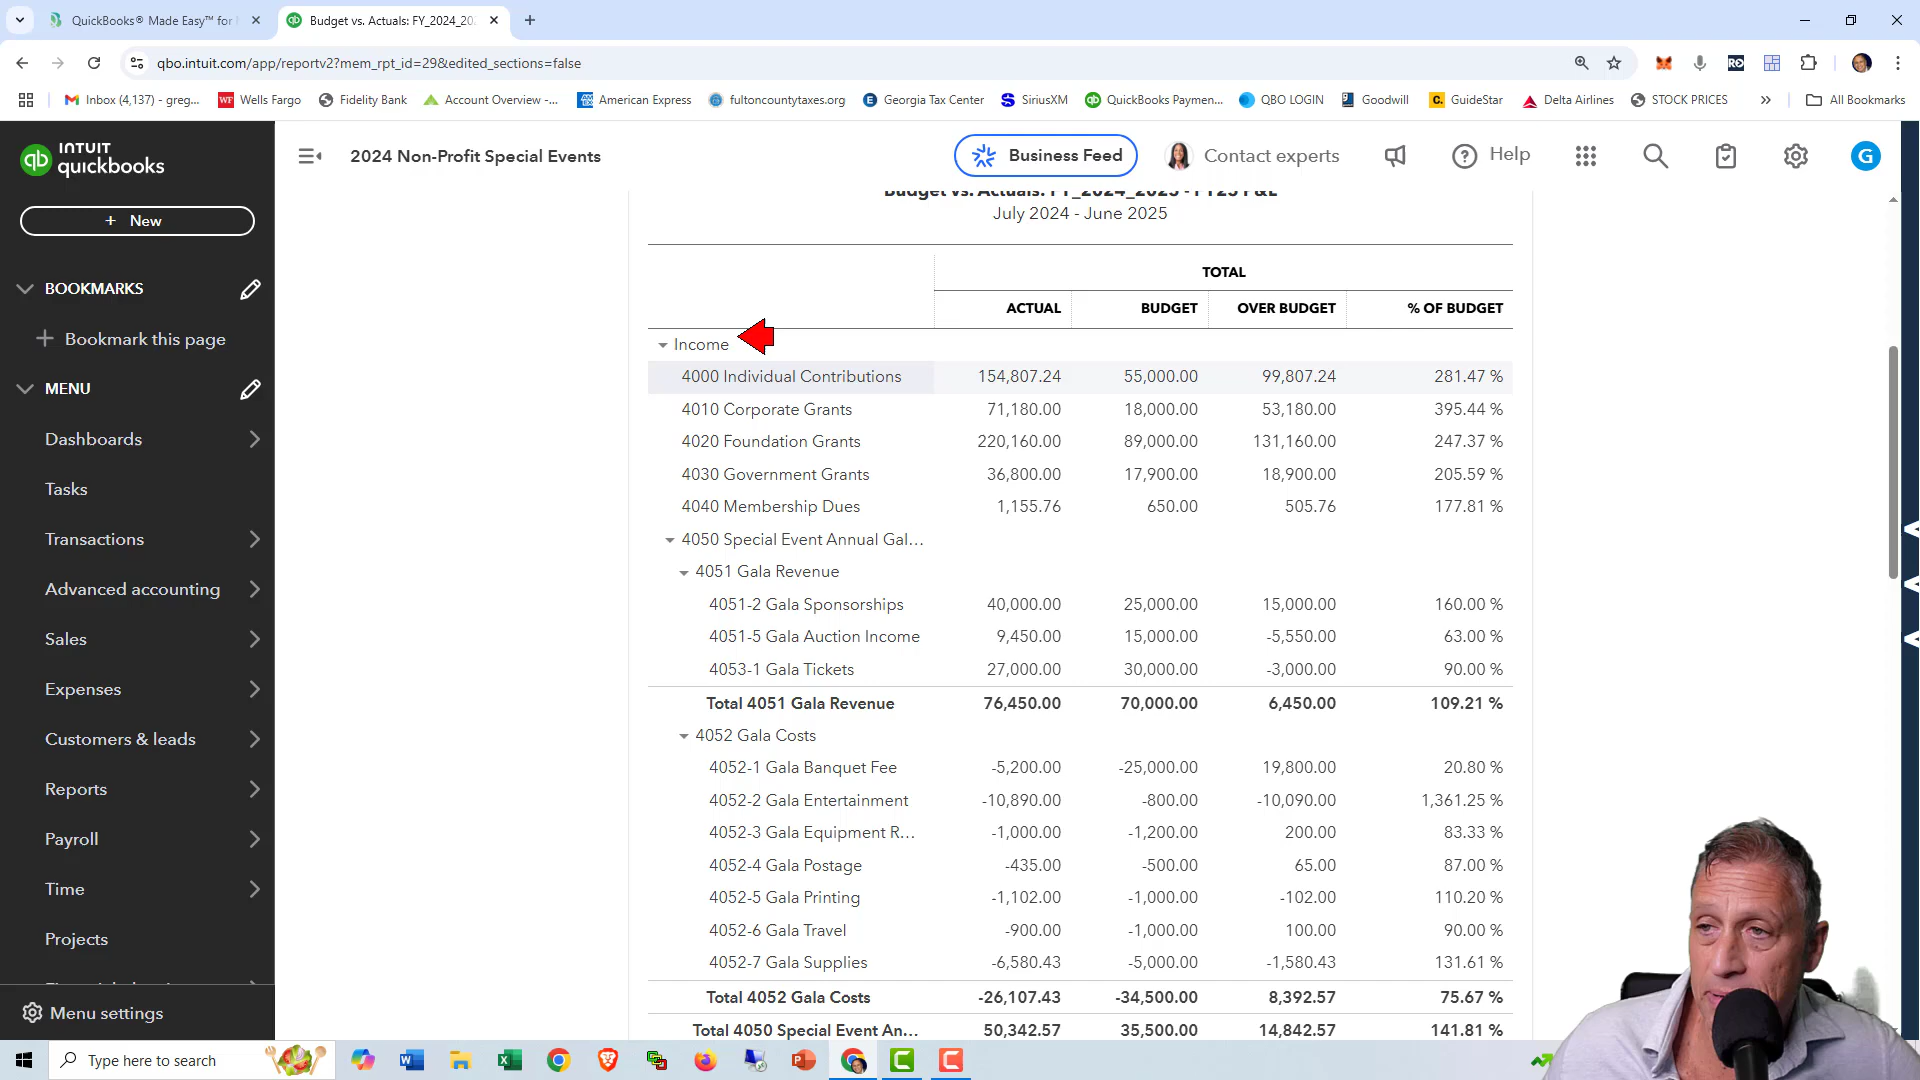 QuickBooks® Made Easy™ for
Budget vs. Actuals: FY_2024_20
qbo.intuit.com/app/reportv2?mem_rpt_id=29&edited_sections=false
Inbox (4,137) - greg...
Wells Fargo
Fidelity Bank
Account Overview -...
American Express
fultoncountytaxes.org
Georgia Tax Center
SiriusXM
QuickBooks Paymen...
QBO LOGIN
Goodwill
GuideStar
Delta Airlines
STOCK PRICES
All Bookmarks
INTUIT
quickbooks
2024 Non-Profit Special Events
Business Feed
Contact experts
Help
G
+ New
BOOKMARKS
Bookmark this page
MENU
Dashboards
Tasks
Transactions
Advanced accounting
Sales
Expenses
Customers & leads
Reports
Payroll
Time
Projects
Menu settings
Budget vs. Actuals: FY_2024_2025 - FY25 P&L
July 2024 - June 2025
TOTAL
ACTUAL BUDGET OVER BUDGET % OF BUDGET
Income
4000 Individual Contributions 154,807.24 55,000.00 99,807.24 281.47 %
4010 Corporate Grants 71,180.00 18,000.00 53,180.00 395.44 %
4020 Foundation Grants 220,160.00 89,000.00 131,160.00 247.37 %
4030 Government Grants 36,800.00 17,900.00 18,900.00 205.59 %
4040 Membership Dues 1,155.76 650.00 505.76 177.81 %
4050 Special Event Annual Gal...
4051 Gala Revenue
4051-2 Gala Sponsorships 40,000.00 25,000.00 15,000.00 160.00 %
4051-5 Gala Auction Income 9,450.00 15,000.00 -5,550.00 63.00 %
4053-1 Gala Tickets 27,000.00 30,000.00 -3,000.00 90.00 %
Total 4051 Gala Revenue 76,450.00 70,000.00 6,450.00 109.21 %
4052 Gala Costs
4052-1 Gala Banquet Fee -5,200.00 -25,000.00 19,800.00 20.80 %
4052-2 Gala Entertainment -10,890.00 -800.00 -10,090.00 1,361.25 %
4052-3 Gala Equipment R... -1,000.00 -1,200.00 200.00 83.33 %
4052-4 Gala Postage -435.00 -500.00 65.00 87.00 %
4052-5 Gala Printing -1,102.00 -1,000.00 -102.00 110.20 %
4052-6 Gala Travel -900.00 -1,000.00 100.00 90.00 %
4052-7 Gala Supplies -6,580.43 -5,000.00 -1,580.43 131.61 %
Total 4052 Gala Costs -26,107.43 -34,500.00 8,392.57 75.67 %
Total 4050 Special Event An... 50,342.57 35,500.00 14,842.57 141.81 %
Type here to search